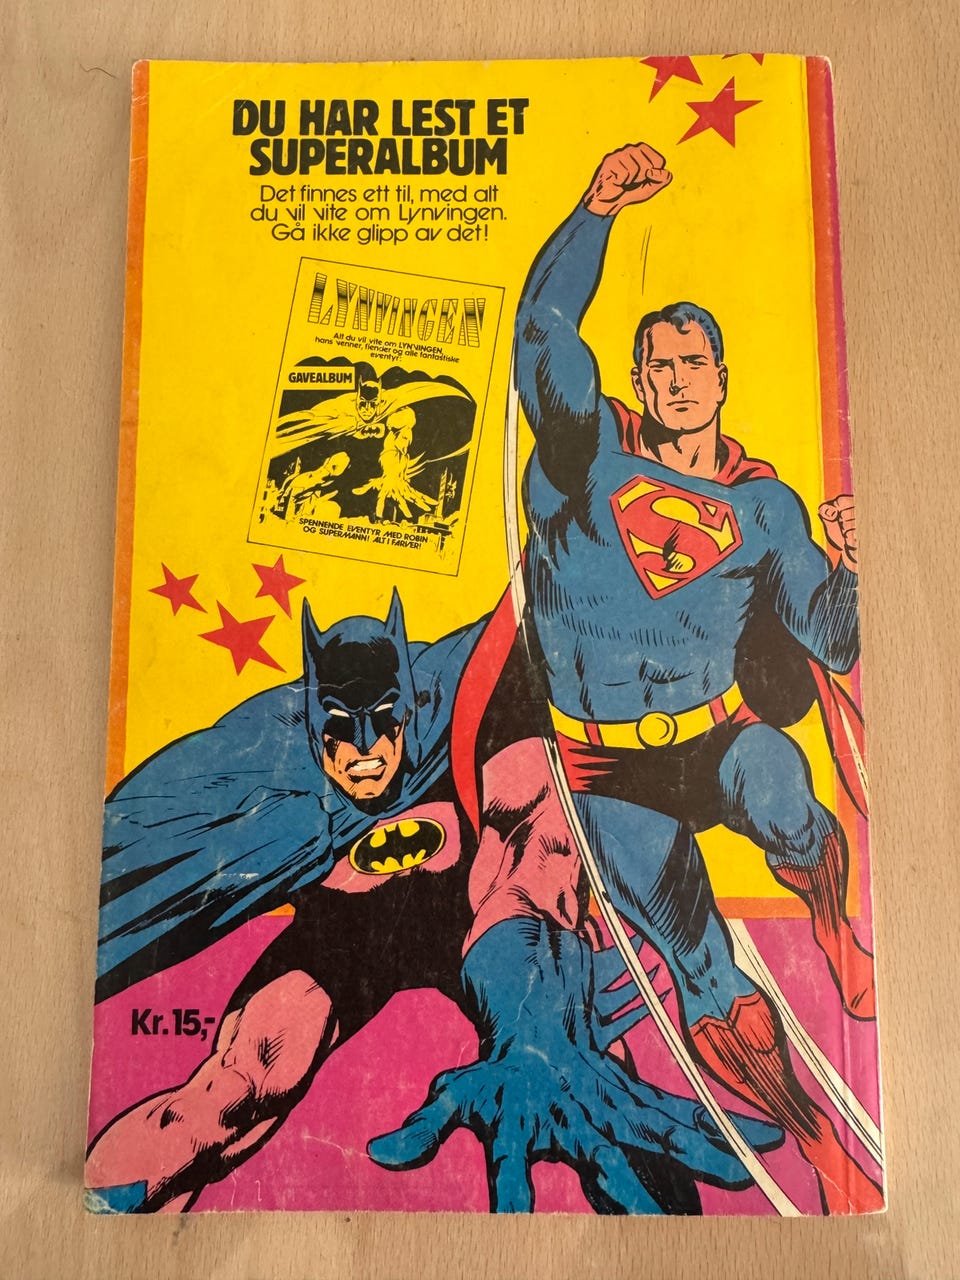 DU HAR LEST ET
SUPERALBUM
Det finnes ett til, med alt
du vil vite om Lynvingen.
Gå ikke glipp av det!
LYNVINGEN
Alt du vil vite om LYNVINGEN,
hans venner, fiender og alle fantastiske
eventyr!
GAVEALBUM
SPENNENDE EVENTYR MED ROBIN
OG SUPERMANN! ALT I FARVER!
S
Kr. 15,-